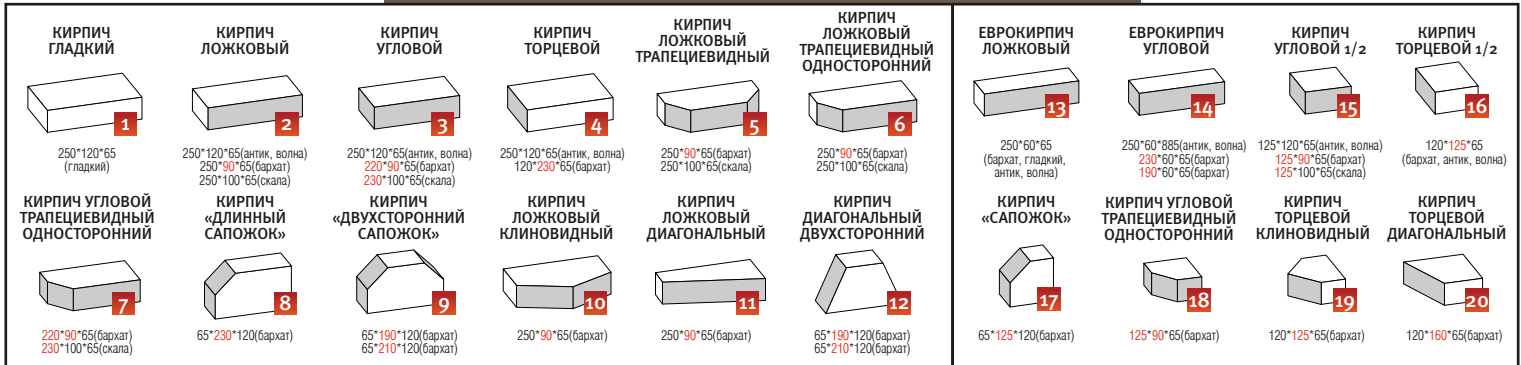 КИРПИЧ
ГЛАДКИЙ
1
250*120*65
(гладкий)
КИРПИЧ
ЛОЖКОВЫЙ
2
250*120*65(антик, волна)
250*90*65(бархат)
250*100*65(скала)
КИРПИЧ
УГЛОВОЙ
3
250*120*65(антик, волна)
220*90*65(бархат)
230*100*65(скала)
КИРПИЧ
ТОРЦЕВОЙ
4
250*120*65(антик, волна)
120*230*65(бархат)
КИРПИЧ
ЛОЖКОВЫЙ
ТРАПЕЦИЕВИДНЫЙ
5
250*90*65(бархат)
250*100*65(скала)
КИРПИЧ
ЛОЖКОВЫЙ
ТРАПЕЦИЕВИДНЫЙ
ОДНОСТОРОННИЙ
6
250*90*65(бархат)
250*100*65(скала)
ЕВРОКИРПИЧ
ЛОЖКОВЫЙ
13
250*60*65
(бархат, гладкий,
антик, волна)
ЕВРОКИРПИЧ
УГЛОВОЙ
14
250*60*885(антик, волна)
230*60*65(бархат)
190*60*65(бархат)
КИРПИЧ
УГЛОВОЙ 1/2
15
125*120*65(антик, волна)
125*90*65(бархат)
125*100*65(скала)
КИРПИЧ
ТОРЦЕВОЙ 1/2
16
120*125*65
(бархат, антик, волна)
КИРПИЧ УГЛОВОЙ
ТРАПЕЦИЕВИДНЫЙ
ОДНОСТОРОННИЙ
7
220*90*65(бархат)
230*100*65(скала)
КИРПИЧ
«ДЛИННЫЙ
САПОЖОК»
8
65*230*120(бархат)
КИРПИЧ
«ДВУХСТОРОННИЙ
САПОЖОК»
9
65*190*120(бархат)
65*210*120(бархат)
КИРПИЧ
ЛОЖКОВЫЙ
КЛИНОВИДНЫЙ
10
250*90*65(бархат)
КИРПИЧ
ЛОЖКОВЫЙ
ДИАГОНАЛЬНЫЙ
11
250*90*65(бархат)
КИРПИЧ
ДИАГОНАЛЬНЫЙ
ДВУХСТОРОННИЙ
12
65*190*120(бархат)
65*210*120(бархат)
КИРПИЧ
«САПОЖОК»
17
65*125*120(бархат)
КИРПИЧ УГЛОВОЙ
ТРАПЕЦИЕВИДНЫЙ
ОДНОСТОРОННИЙ
18
125*90*65(бархат)
КИРПИЧ
ТОРЦЕВОЙ
КЛИНОВИДНЫЙ
19
120*125*65(бархат)
КИРПИЧ
ТОРЦЕВОЙ
ДИАГОНАЛЬНЫЙ
20
120*160*65(бархат)